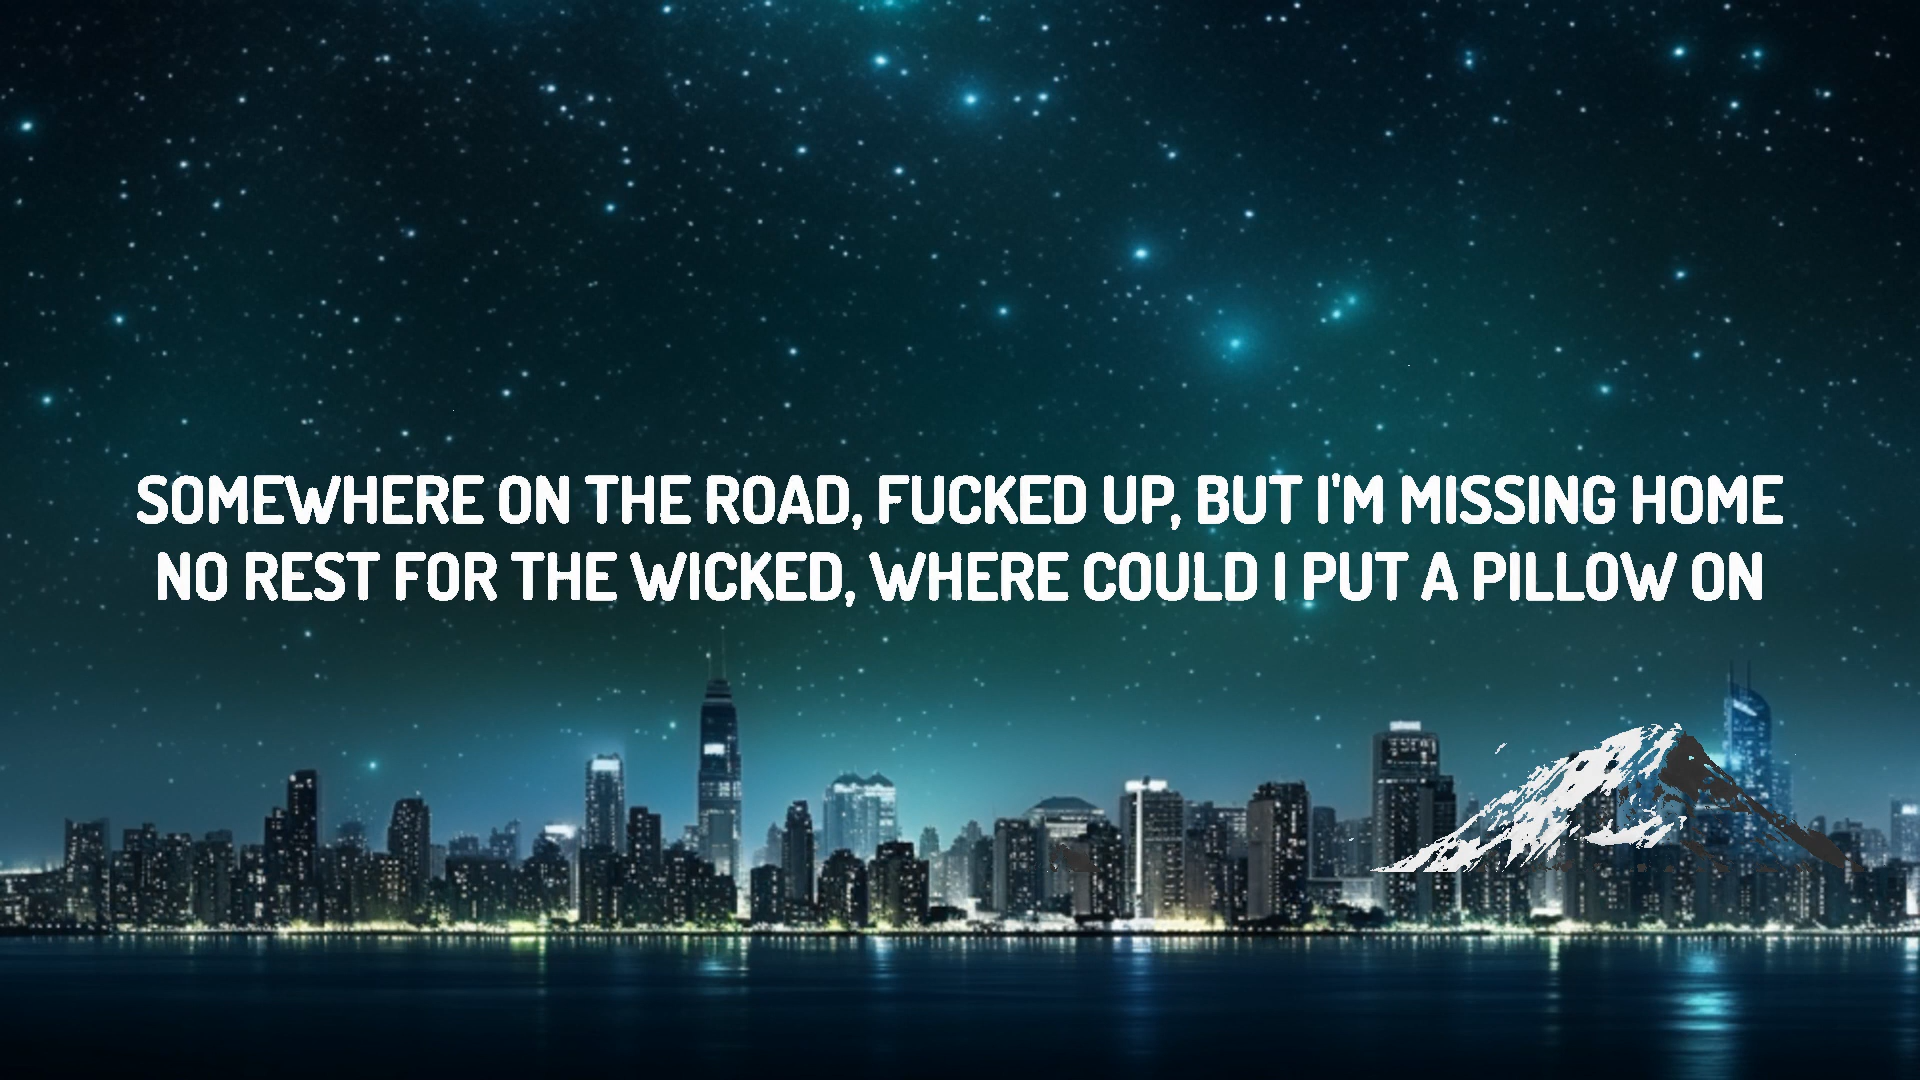 SOMEWHERE ON THE ROAD, FUCKED UP, BUT I'M MISSING HOME
NO REST FOR THE WICKED, WHERE COULD I PUT A PILLOW ON